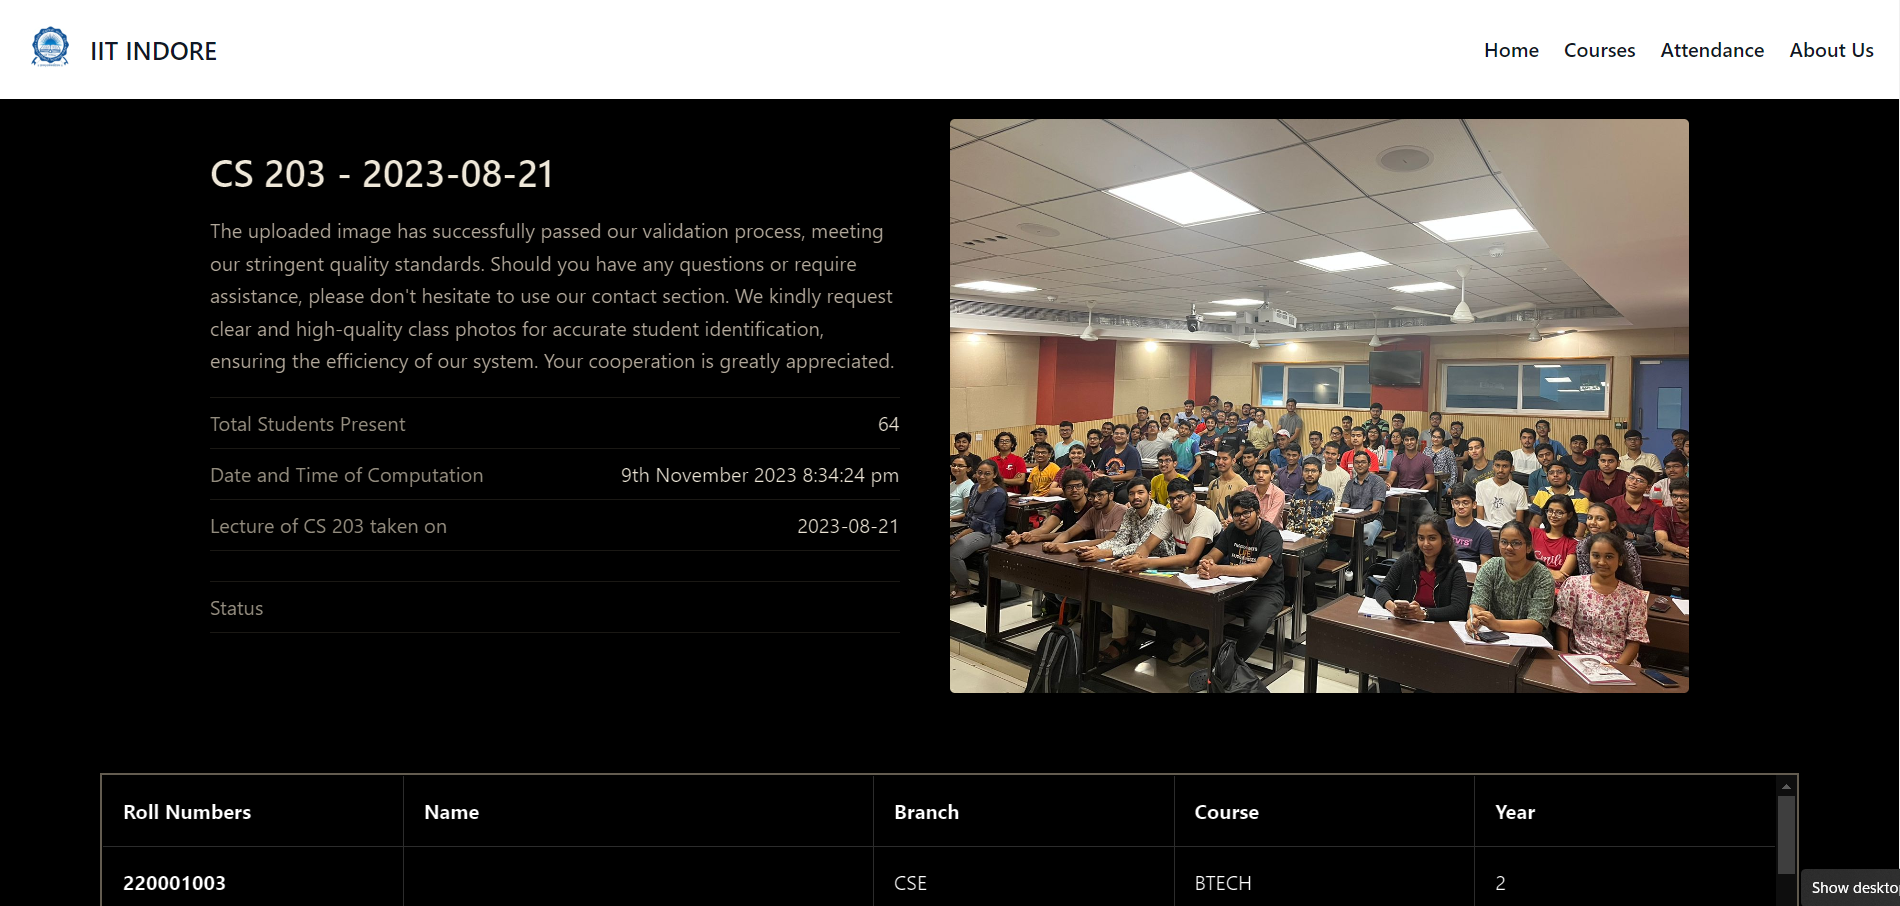 IIT INDORE
Home
Courses
Attendance
About Us
CS 203 - 2023-08-21
The uploaded image has successfully passed our validation process, meeting
our stringent quality standards. Should you have any questions or require
assistance, please don't hesitate to use our contact section. We kindly request
clear and high-quality class photos for accurate student identification,
ensuring the efficiency of our system. Your cooperation is greatly appreciated.
Total Students Present 64
Date and Time of Computation 9th November 2023 8:34:24 pm
Lecture of CS 203 taken on 2023-08-21
Status
Roll Numbers Name Branch Course Year
220001003 CSE BTECH 2
Show deskto